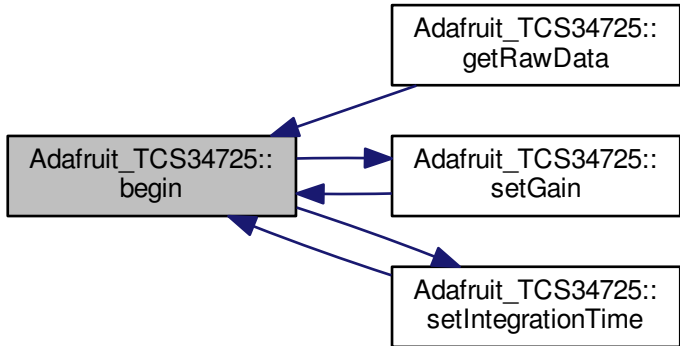 Adafruit_TCS34725::
begin
Adafruit_TCS34725::
getRawData
Adafruit_TCS34725::
setGain
Adafruit_TCS34725::
setIntegrationTime